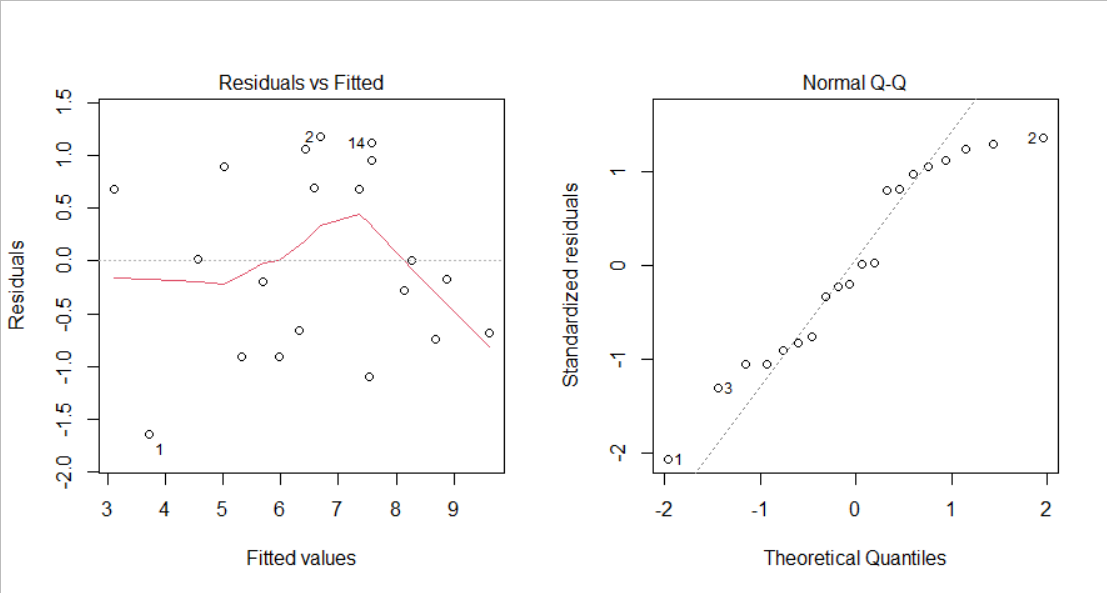 Residuals vs Fitted
Residuals
1.5
1.0
0.5
0.0
-0.5
-1.0
-1.5
-2.0
2
14
1
3 4 5 6 7 8 9
Fitted values
Normal Q-Q
Standardized residuals
1
0
-1
-2
2
3
1
-2 -1 0 1 2
Theoretical Quantiles